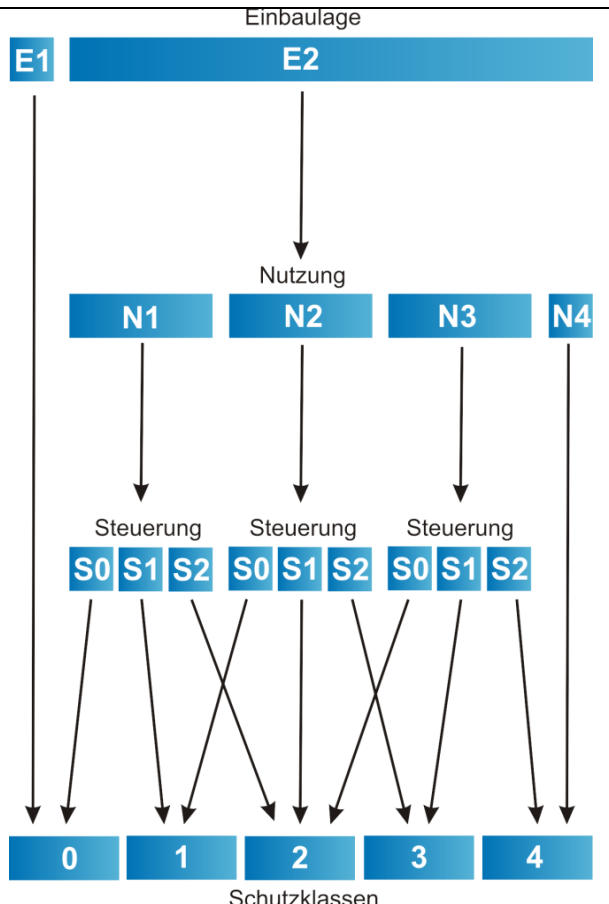 Einbaulage
E1 E2
Nutzung
N1 N2 N3 N4
Steuerung Steuerung Steuerung
S0 S1 S2 S0 S1 S2 S0 S1 S2
0 1 2 3 4
Schutzklassen